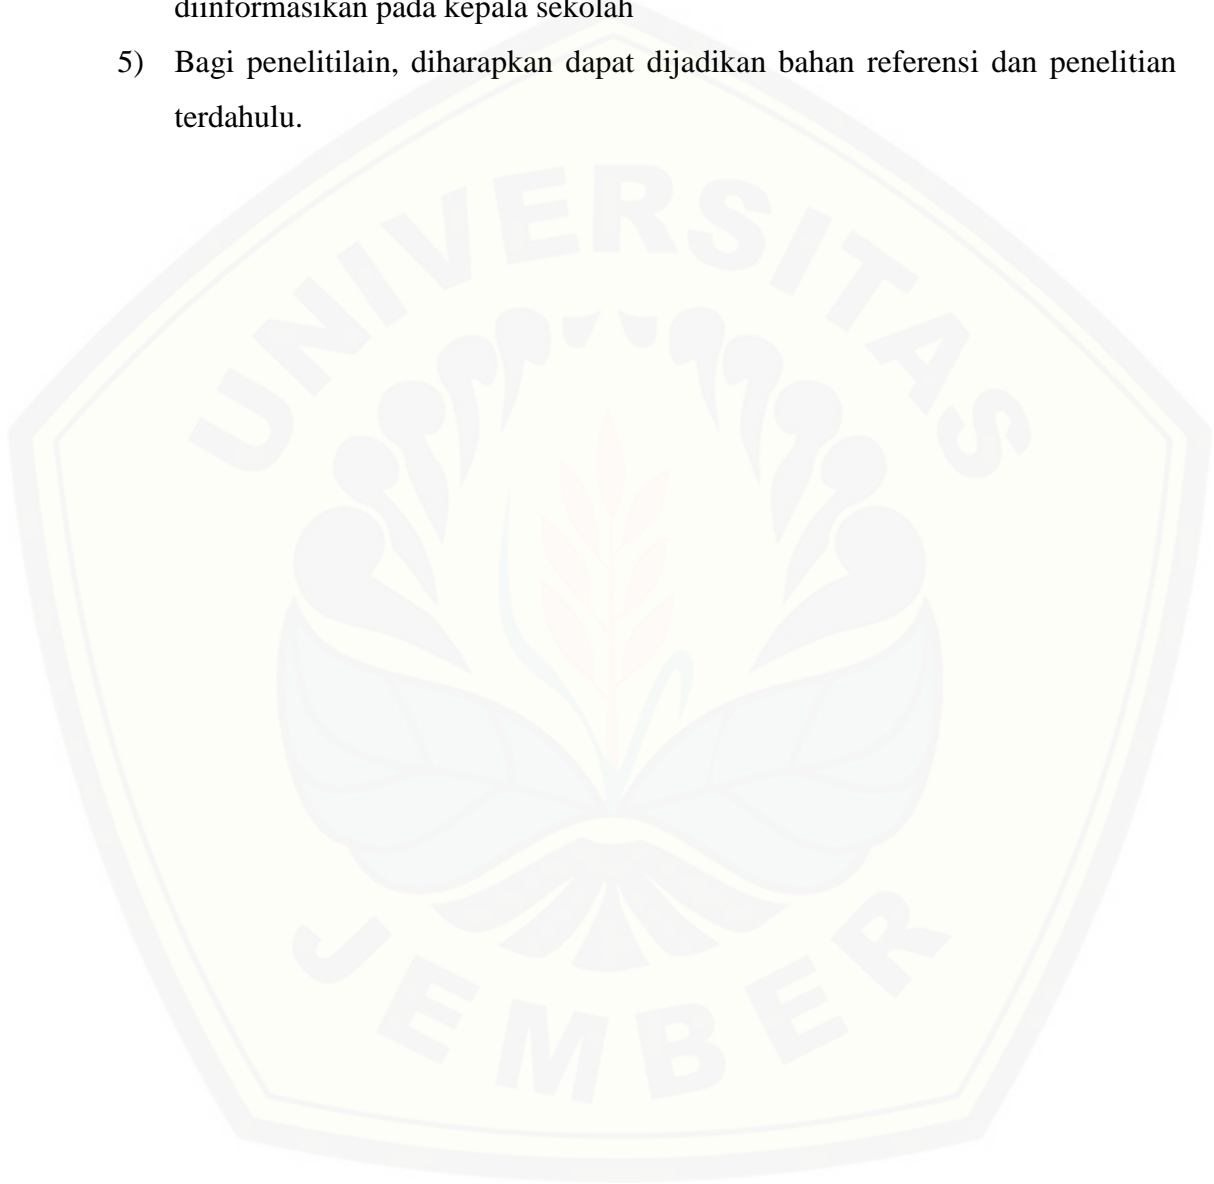 diinformasikan pada kepala sekolah
5) Bagi penelitilain, diharapkan dapat dijadikan bahan referensi dan penelitian
terdahulu.
UNIVERSITAS
JEMBER